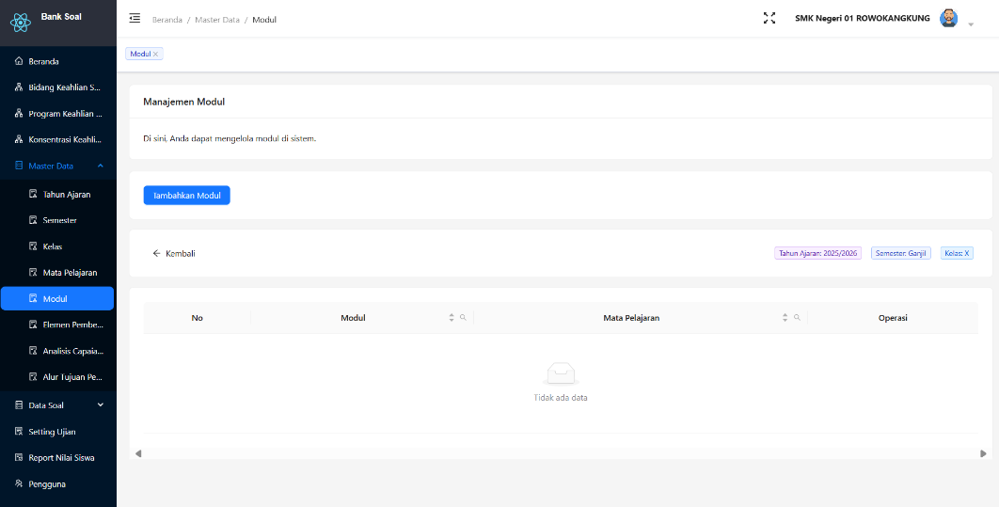 Bank Soal
Beranda / Master Data / Modul
SMK Negeri 01 ROWOKANGKUNG
Modul
Beranda
Bidang Keahlian S...
Program Keahlian ...
Konsentrasi Keahli...
Master Data
Tahun Ajaran
Semester
Kelas
Mata Pelajaran
Modul
Elemen Pembe...
Analisis Capaia...
Alur Tujuan Pe...
Data Soal
Setting Ujian
Report Nilai Siswa
Pengguna
Manajemen Modul
Di sini, Anda dapat mengelola modul di sistem.
Tambahkan Modul
Kembali
Tahun Ajaran: 2025/2026
Semester: Ganjil
Kelas: X
No Modul Mata Pelajaran Operasi
Tidak ada data